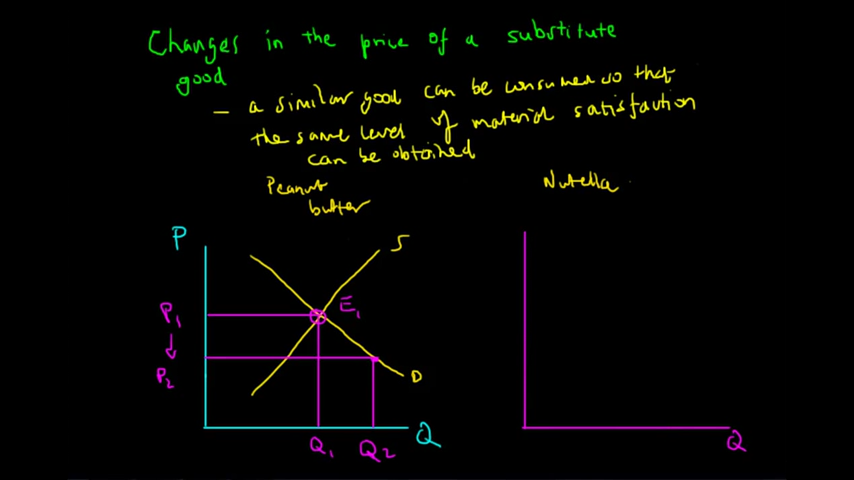 Changes in the price of a substitute
good
- a similar good can be consumed so that
the same level of material satisfaction
can be obtained
Peanut
butter
Nutella
P
S
E1
P1
↓
P2
D
Q
Q1
Q2
Q